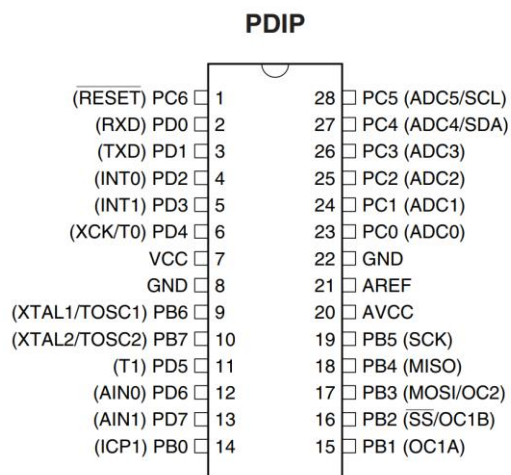 PDIP
(RESET) PC6 1 28 PC5 (ADC5/SCL)
(RXD) PD0 2 27 PC4 (ADC4/SDA)
(TXD) PD1 3 26 PC3 (ADC3)
(INT0) PD2 4 25 PC2 (ADC2)
(INT1) PD3 5 24 PC1 (ADC1)
(XCK/T0) PD4 6 23 PC0 (ADC0)
VCC 7 22 GND
GND 8 21 AREF
(XTAL1/TOSC1) PB6 9 20 AVCC
(XTAL2/TOSC2) PB7 10 19 PB5 (SCK)
(T1) PD5 11 18 PB4 (MISO)
(AIN0) PD6 12 17 PB3 (MOSI/OC2)
(AIN1) PD7 13 16 PB2 (SS/OC1B)
(ICP1) PB0 14 15 PB1 (OC1A)